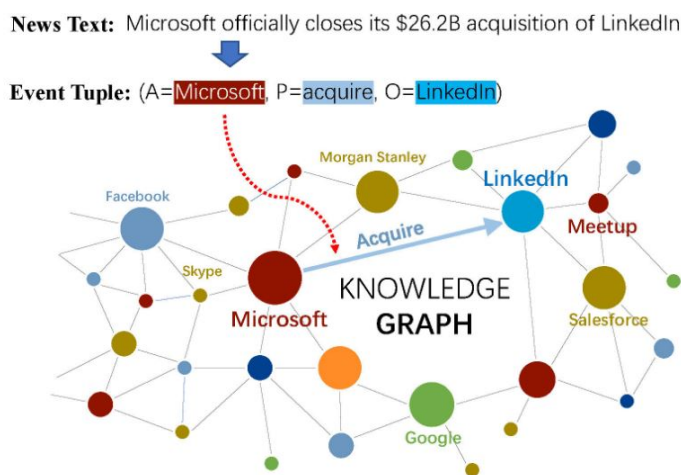 News Text: Microsoft officially closes its $26.2B acquisition of LinkedIn
Event Tuple: (A=Microsoft, P=acquire, O=LinkedIn)
Morgan Stanley
LinkedIn
Facebook
Meetup
Acquire
Skype
KNOWLEDGE
GRAPH
Microsoft
Salesforce
Google